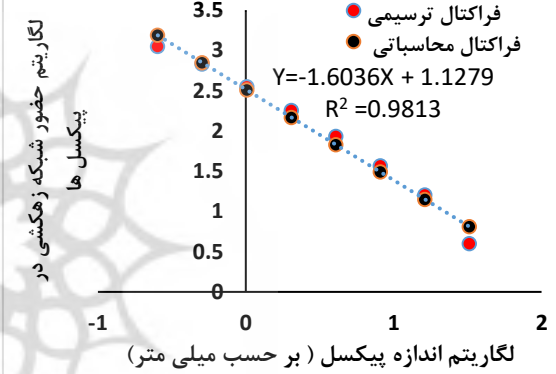 فراکتال ترسیمی
فراکتال محاسباتی
Y=-1.6036X + 1.1279
R² =0.9813
3.5
3
2.5
2
1.5
1
0.5
0
-1 0 1 2
لگاریتم حضور شبکه زهکشی در
پیکسل ها
لگاریتم اندازه پیکسل ( بر حسب میلی متر)